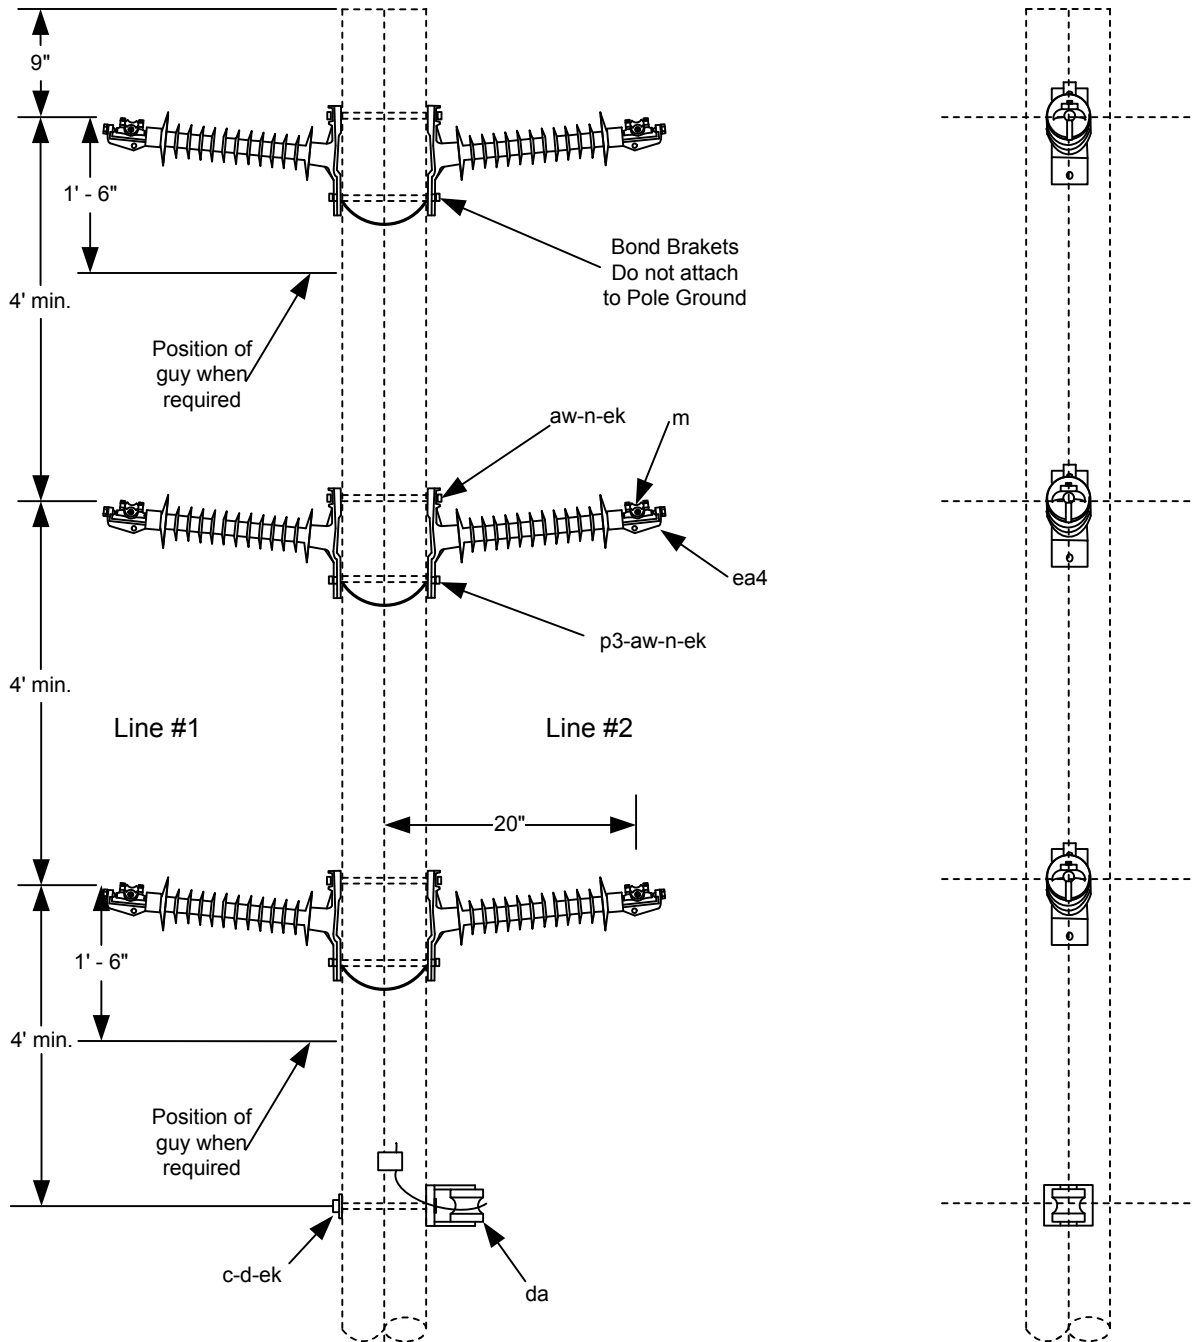 9"
1' - 6"
Bond Brakets
Do not attach
to Pole Ground
4' min.
Position of
guy when
required
aw-n-ek
m
ea4
p3-aw-n-ek
4' min.
Line #1
Line #2
20"
1' - 6"
4' min.
Position of
guy when
required
c-d-ek
da